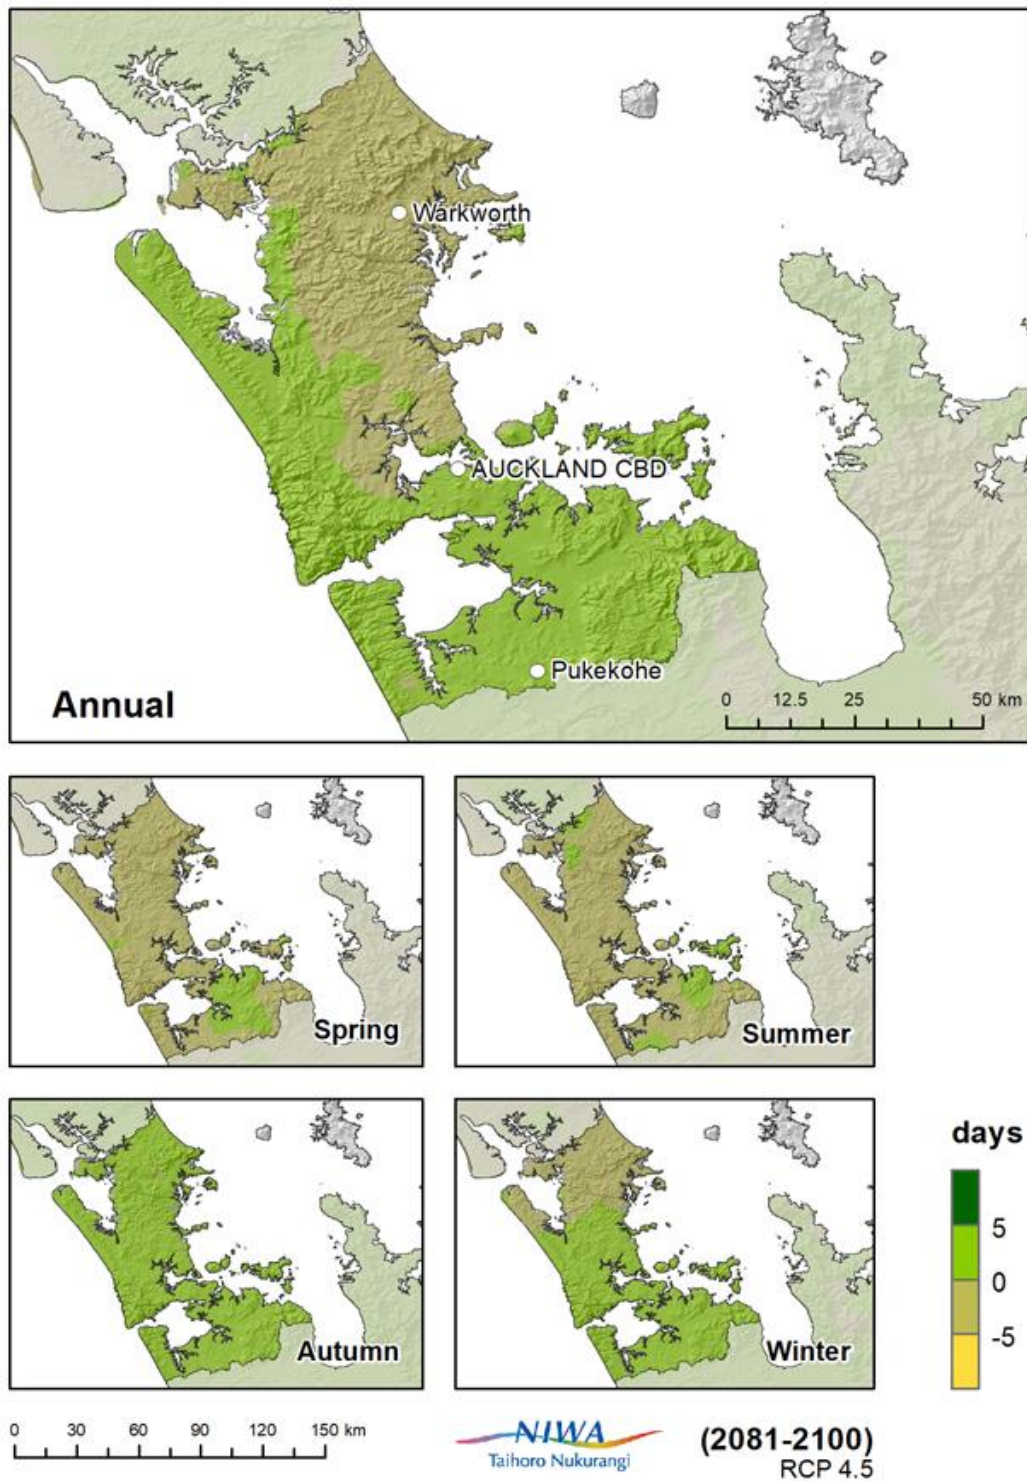 Warkworth
AUCKLAND CBD
Pukekohe
Annual
0 12.5 25 50 km
Spring
Summer
Autumn
Winter
days
5
0
-5
0 30 60 90 120 150 km
NIWA
Taihoro Nukurangi
(2081-2100)
RCP 4.5